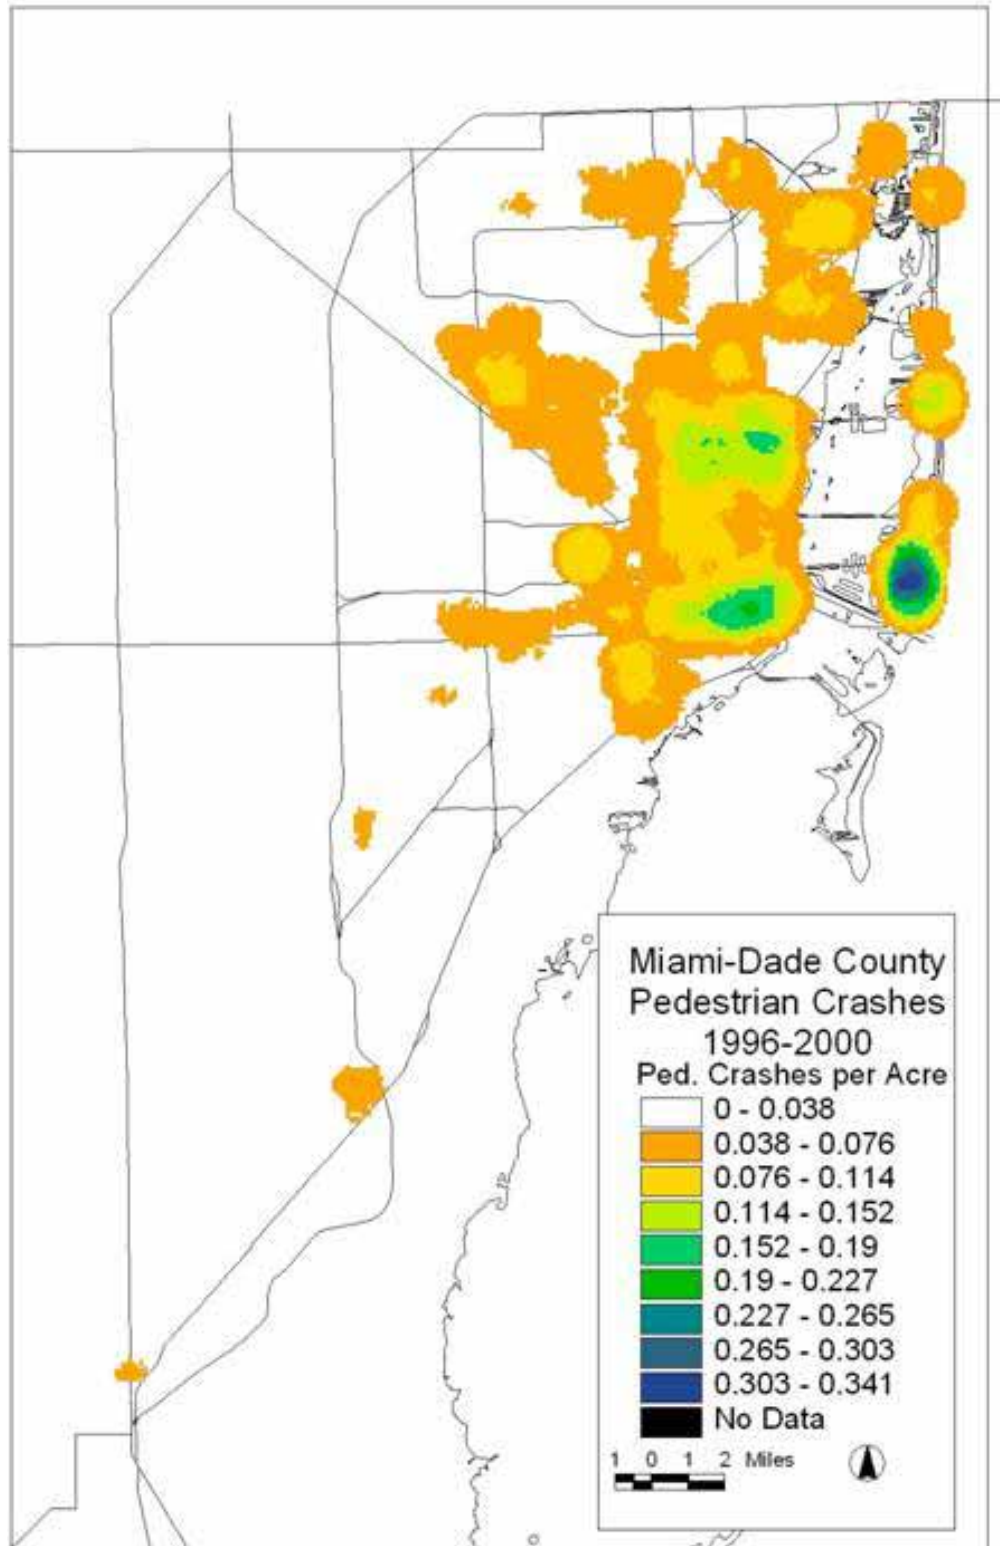 Miami-Dade County
Pedestrian Crashes
1996-2000
Ped. Crashes per Acre
0 - 0.038
0.038 - 0.076
0.076 - 0.114
0.114 - 0.152
0.152 - 0.19
0.19 - 0.227
0.227 - 0.265
0.265 - 0.303
0.303 - 0.341
No Data
1 0 1 2 Miles